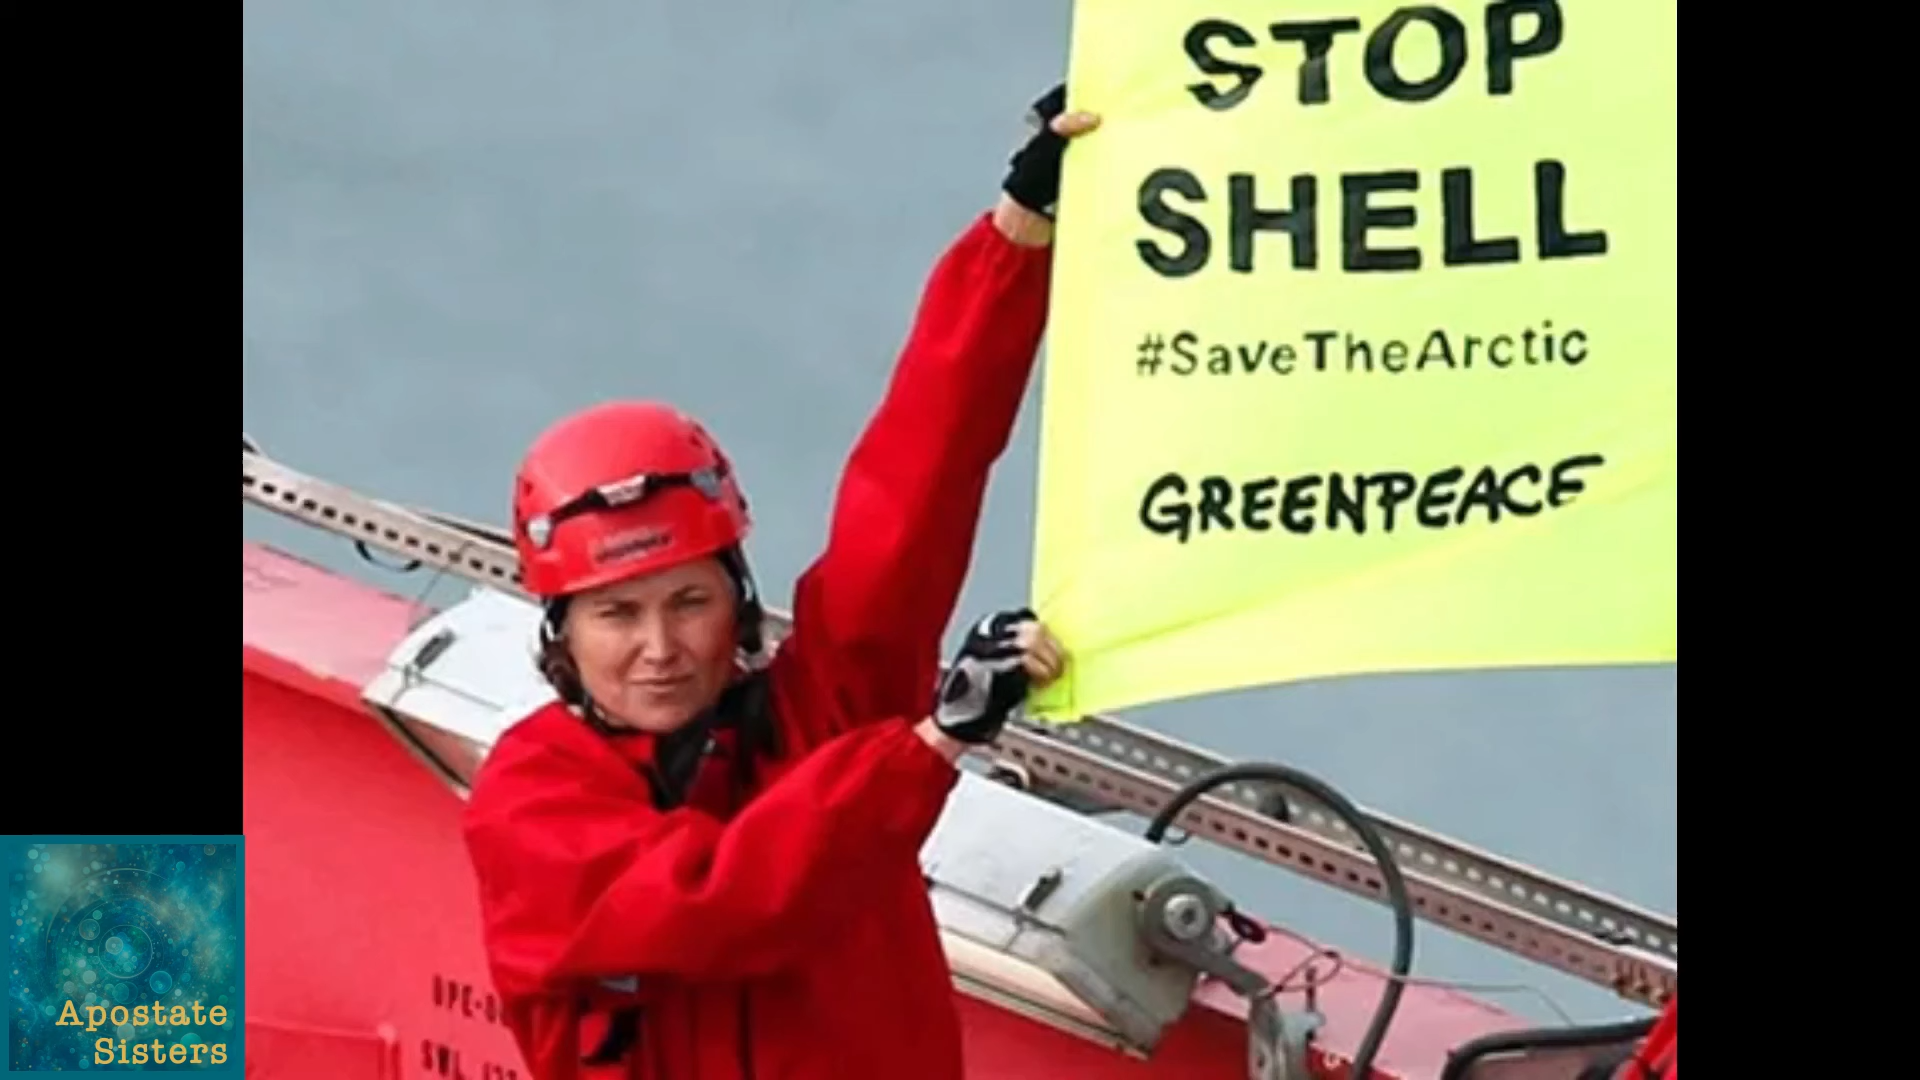 STOP
SHELL
#SaveTheArctic
GREENPEACE
Apostate
Sisters